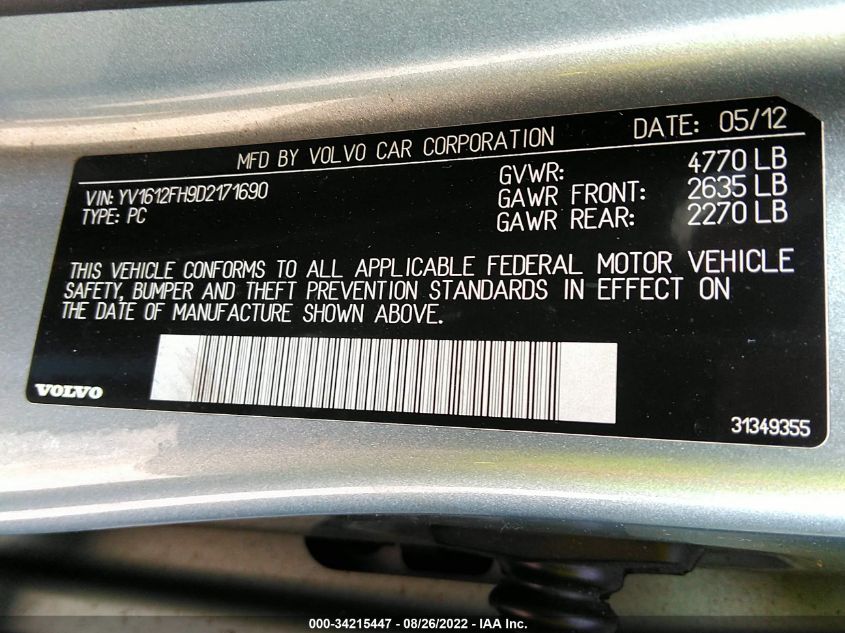 MFD BY VOLVO CAR CORPORATION DATE: 05/12
VIN: YV1612FH9D2171690
TYPE: PC
GVWR: 4770 LB
GAWR FRONT: 2635 LB
GAWR REAR: 2270 LB
THIS VEHICLE CONFORMS TO ALL APPLICABLE FEDERAL MOTOR VEHICLE
SAFETY, BUMPER AND THEFT PREVENTION STANDARDS IN EFFECT ON
THE DATE OF MANUFACTURE SHOWN ABOVE.
VOLVO
31349355
000-34215447 - 08/26/2022 - IAA Inc.